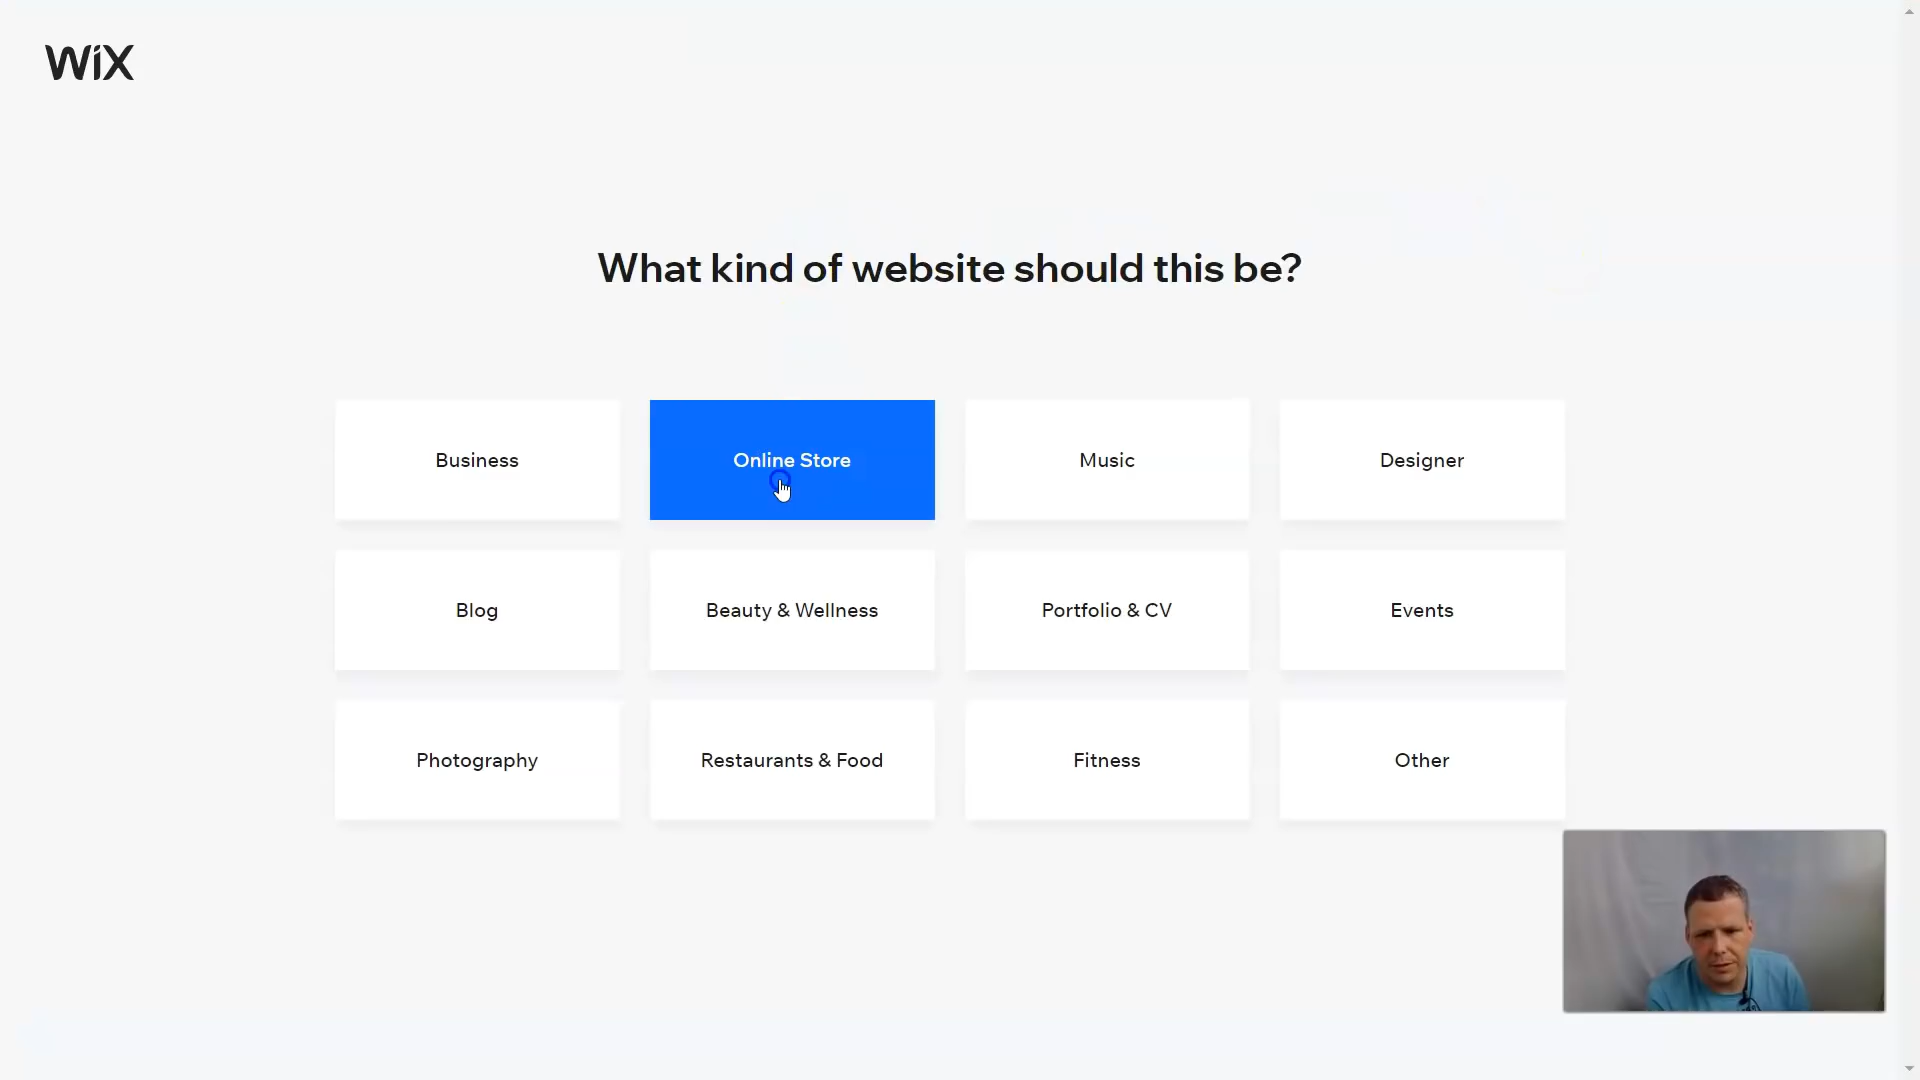 WiX
What kind of website should this be?
Business
Online Store
Music
Designer
Blog
Beauty & Wellness
Portfolio & CV
Events
Photography
Restaurants & Food
Fitness
Other